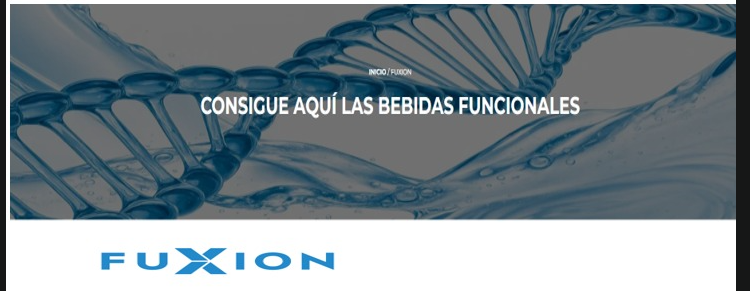 INICIO / FUXION
CONSIGUE AQUÍ LAS BEBIDAS FUNCIONALES
FUXION